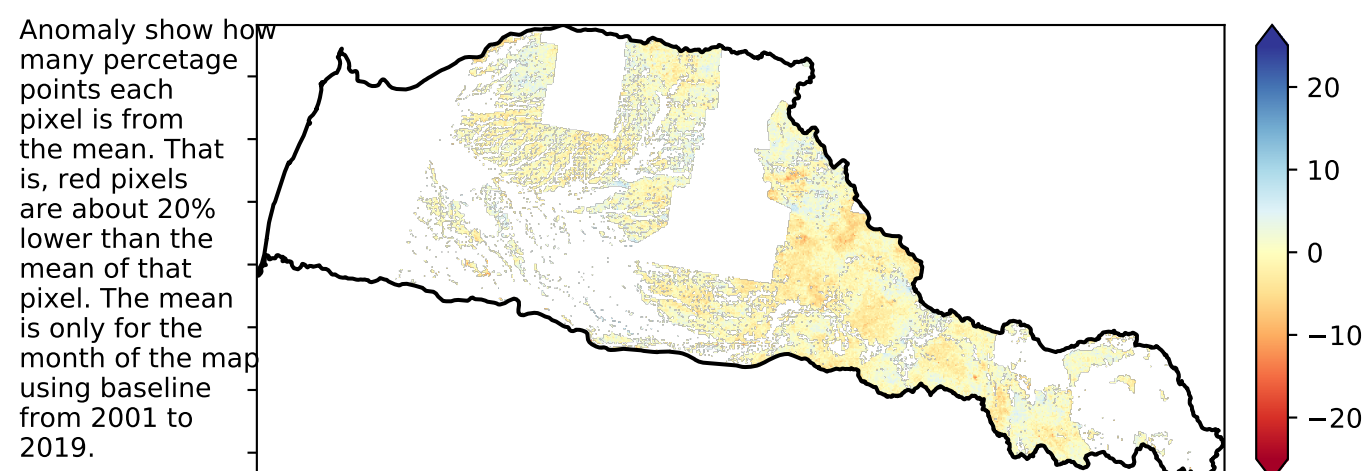 Anomaly show how
many percetage
points each
pixel is from
the mean. That
is, red pixels
are about 20%
lower than the
mean of that
pixel. The mean
is only for the
month of the map
using baseline
from 2001 to
2019.
20
10
0
−10
−20